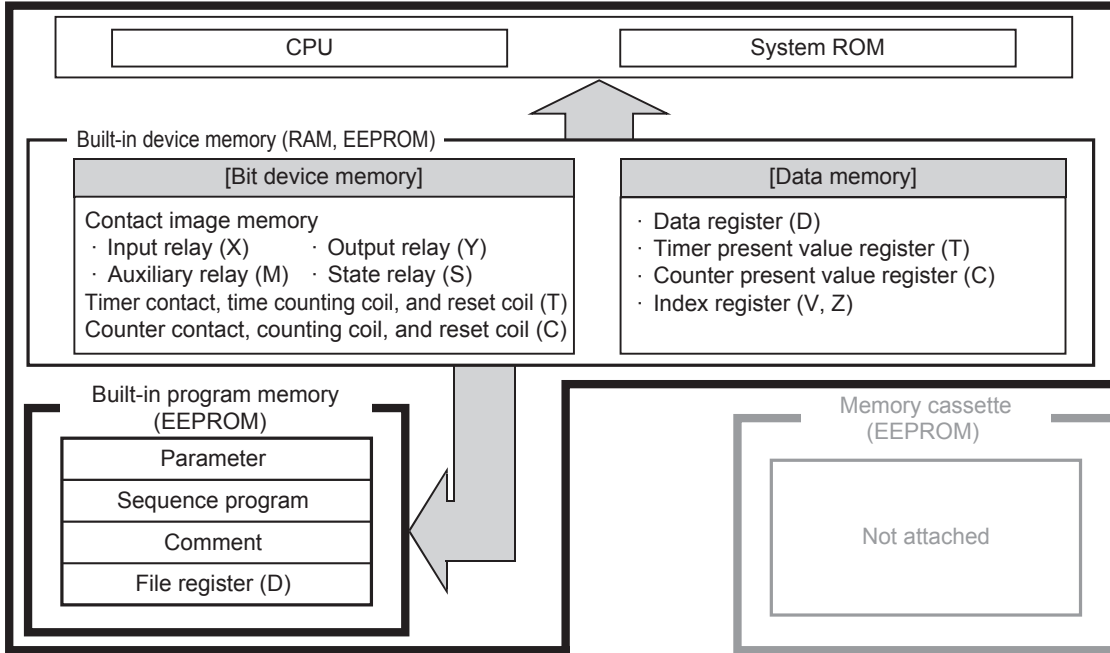 CPU
System ROM
Built-in device memory (RAM, EEPROM)
[Bit device memory]
Contact image memory
· Input relay (X) · Output relay (Y)
· Auxiliary relay (M) · State relay (S)
Timer contact, time counting coil, and reset coil (T)
Counter contact, counting coil, and reset coil (C)
[Data memory]
· Data register (D)
· Timer present value register (T)
· Counter present value register (C)
· Index register (V, Z)
Built-in program memory
(EEPROM)
Parameter
Sequence program
Comment
File register (D)
Memory cassette
(EEPROM)
Not attached